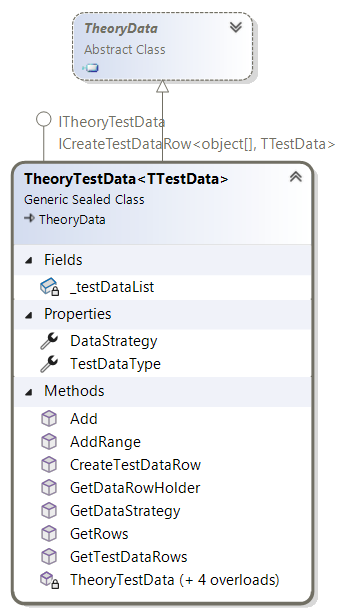 TheoryData
Abstract Class
ITheoryTestData
ICreateTestDataRow<object[], TTestData>
TheoryTestData<TTestData>
Generic Sealed Class
TheoryData
Fields
_testDataList
Properties
DataStrategy
TestDataType
Methods
Add
AddRange
CreateTestDataRow
GetDataRowHolder
GetDataStrategy
GetRows
GetTestDataRows
TheoryTestData (+ 4 overloads)